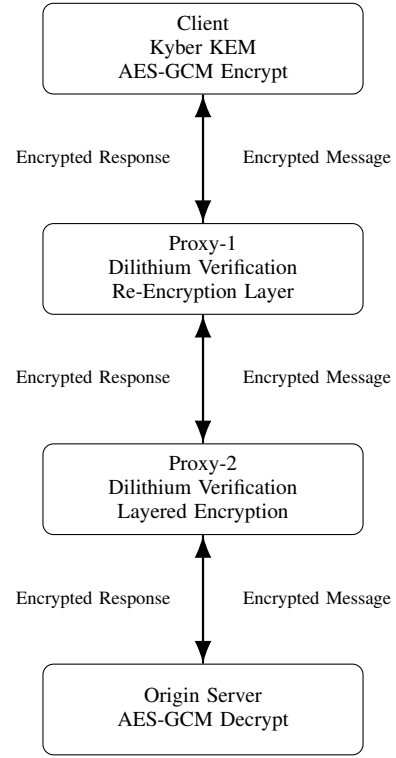 Client
Kyber KEM
AES-GCM Encrypt
Encrypted Response
Encrypted Message
Proxy-1
Dilithium Verification
Re-Encryption Layer
Encrypted Response
Encrypted Message
Proxy-2
Dilithium Verification
Layered Encryption
Encrypted Response
Encrypted Message
Origin Server
AES-GCM Decrypt